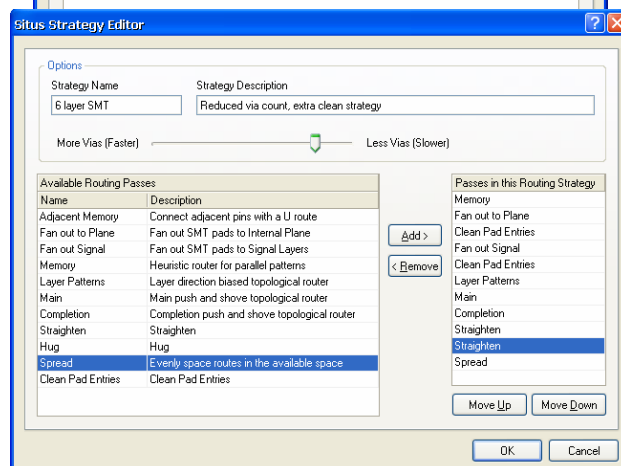 Situs Strategy Editor
Options
Strategy Name Strategy Description
6 layer SMT Reduced via count, extra clean strategy
More Vias (Faster) Less Vias (Slower)
Available Routing Passes
Name Description
Adjacent Memory Connect adjacent pins with a U route
Fan out to Plane Fan out SMT pads to Internal Plane
Fan out Signal Fan out SMT pads to Signal Layers
Memory Heuristic router for parallel patterns
Layer Patterns Layer direction biased topological router
Main Main push and shove topological router
Completion Completion push and shove topological router
Straighten Straighten
Hug Hug
Spread Evenly space routes in the available space
Clean Pad Entries Clean Pad Entries
Add >
< Remove
Passes in this Routing Strategy
Memory
Fan out to Plane
Clean Pad Entries
Fan out Signal
Clean Pad Entries
Layer Patterns
Main
Completion
Straighten
Straighten
Spread
Move Up Move Down
OK Cancel